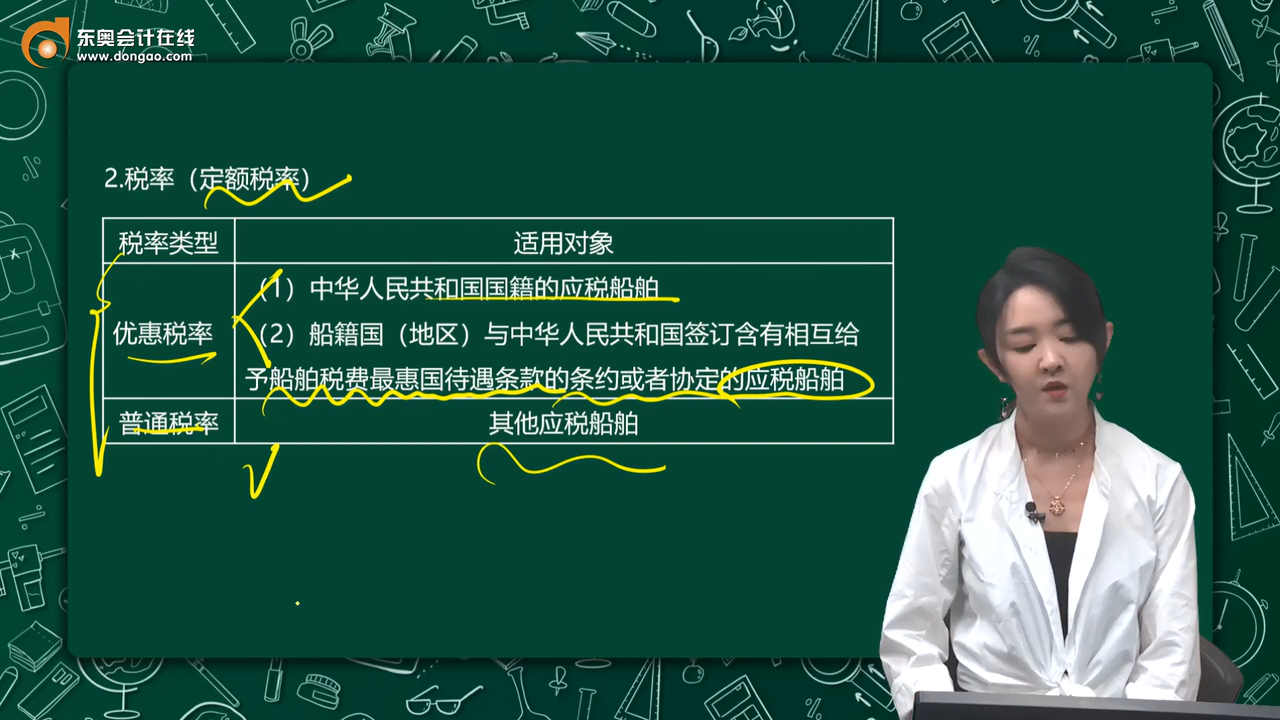 东奥会计在线
www.dongao.com
2.税率（定额税率）
税率类型 适用对象
优惠税率
（1）中华人民共和国国籍的应税船舶
（2）船籍国（地区）与中华人民共和国签订含有相互给
予船舶税费最惠国待遇条款的条约或者协定的应税船舶
普通税率 其他应税船舶